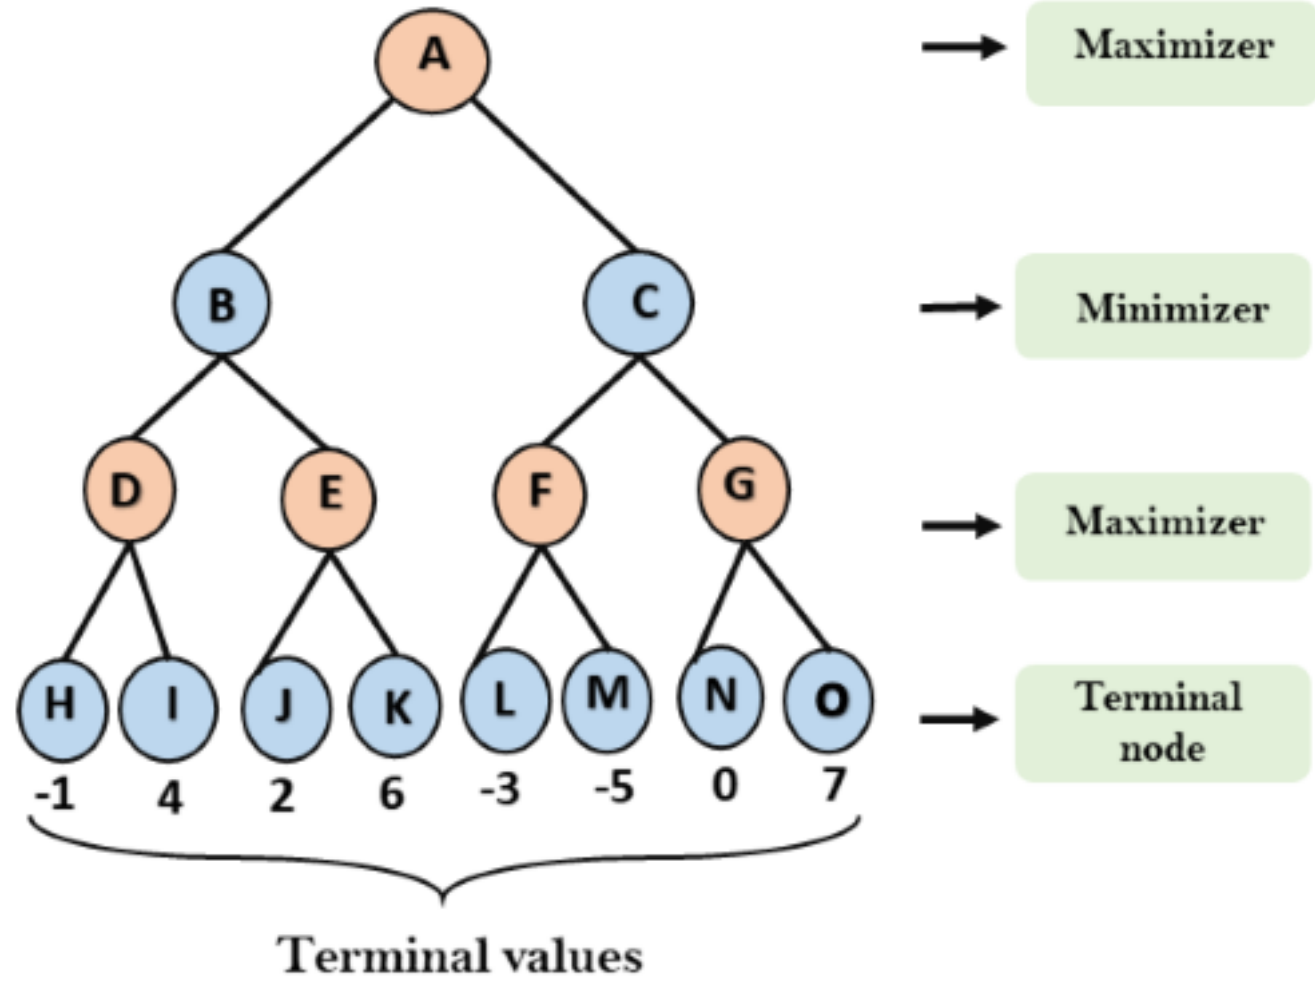 A
Maximizer
B
C
Minimizer
D
E
F
G
Maximizer
H
I
J
K
L
M
N
O
Terminal
node
-1
4
2
6
-3
-5
0
7
Terminal values